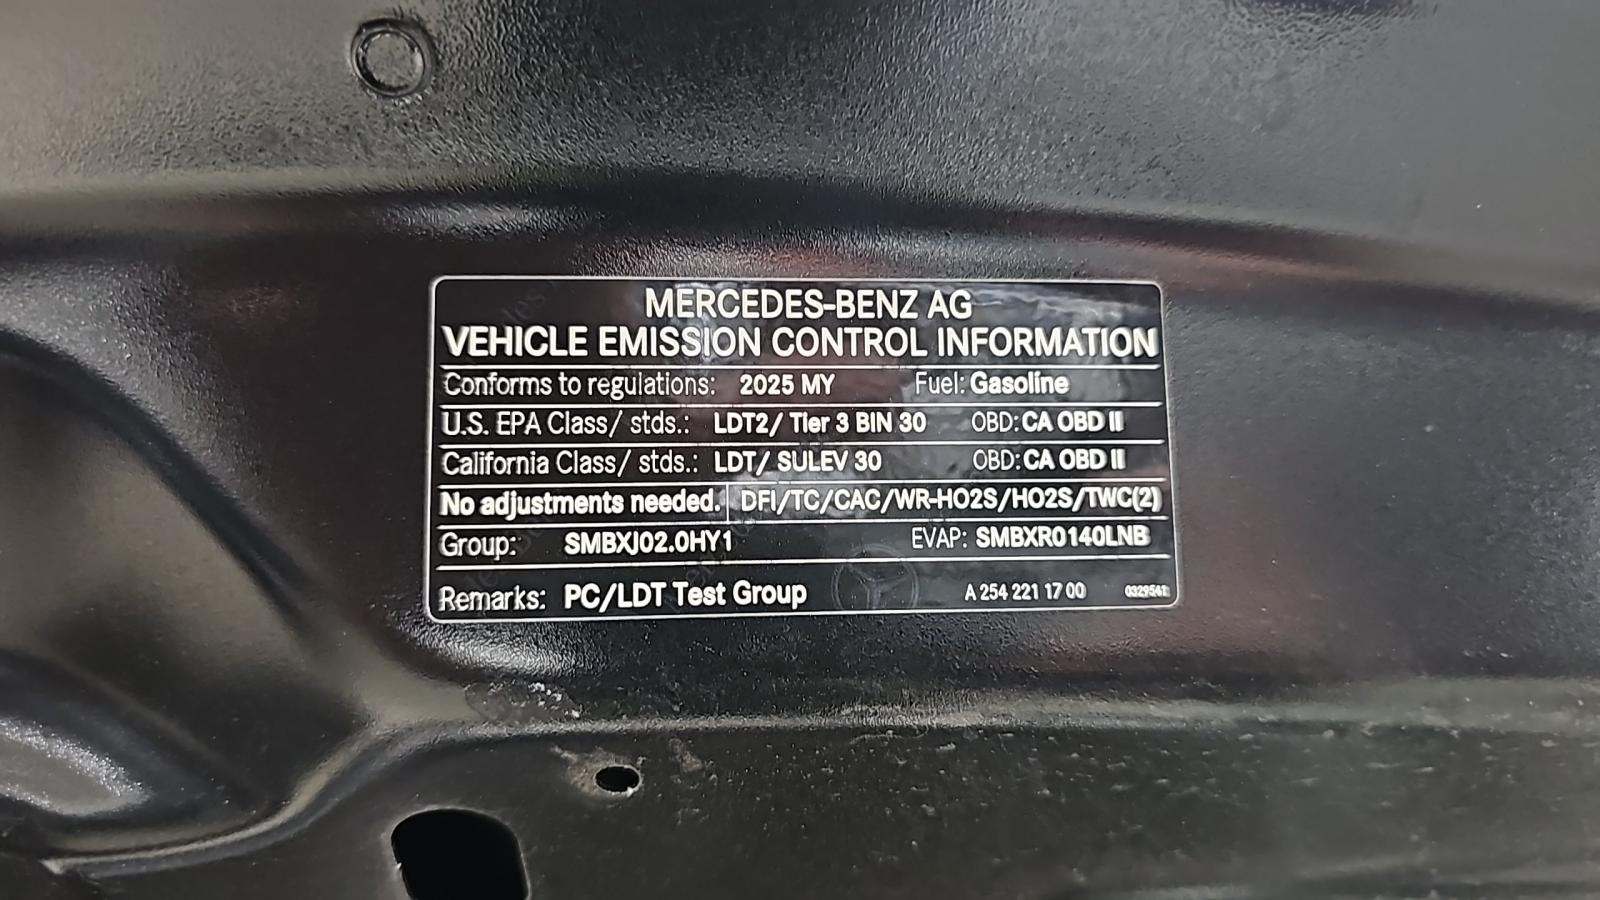 MERCEDES-BENZ AG
VEHICLE EMISSION CONTROL INFORMATION
Conforms to regulations: 2025 MY Fuel: Gasoline
U.S. EPA Class/ stds.: LDT2/ Tier 3 BIN 30 OBD: CA OBD II
California Class/ stds.: LDT/ SULEV 30 OBD: CA OBD II
No adjustments needed. DFI/TC/CAC/WR-HO2S/HO2S/TWC(2)
Group: SMBXJ02.0HY1 EVAP: SMBXR0140LNB
Remarks: PC/LDT Test Group A 254 221 17 00